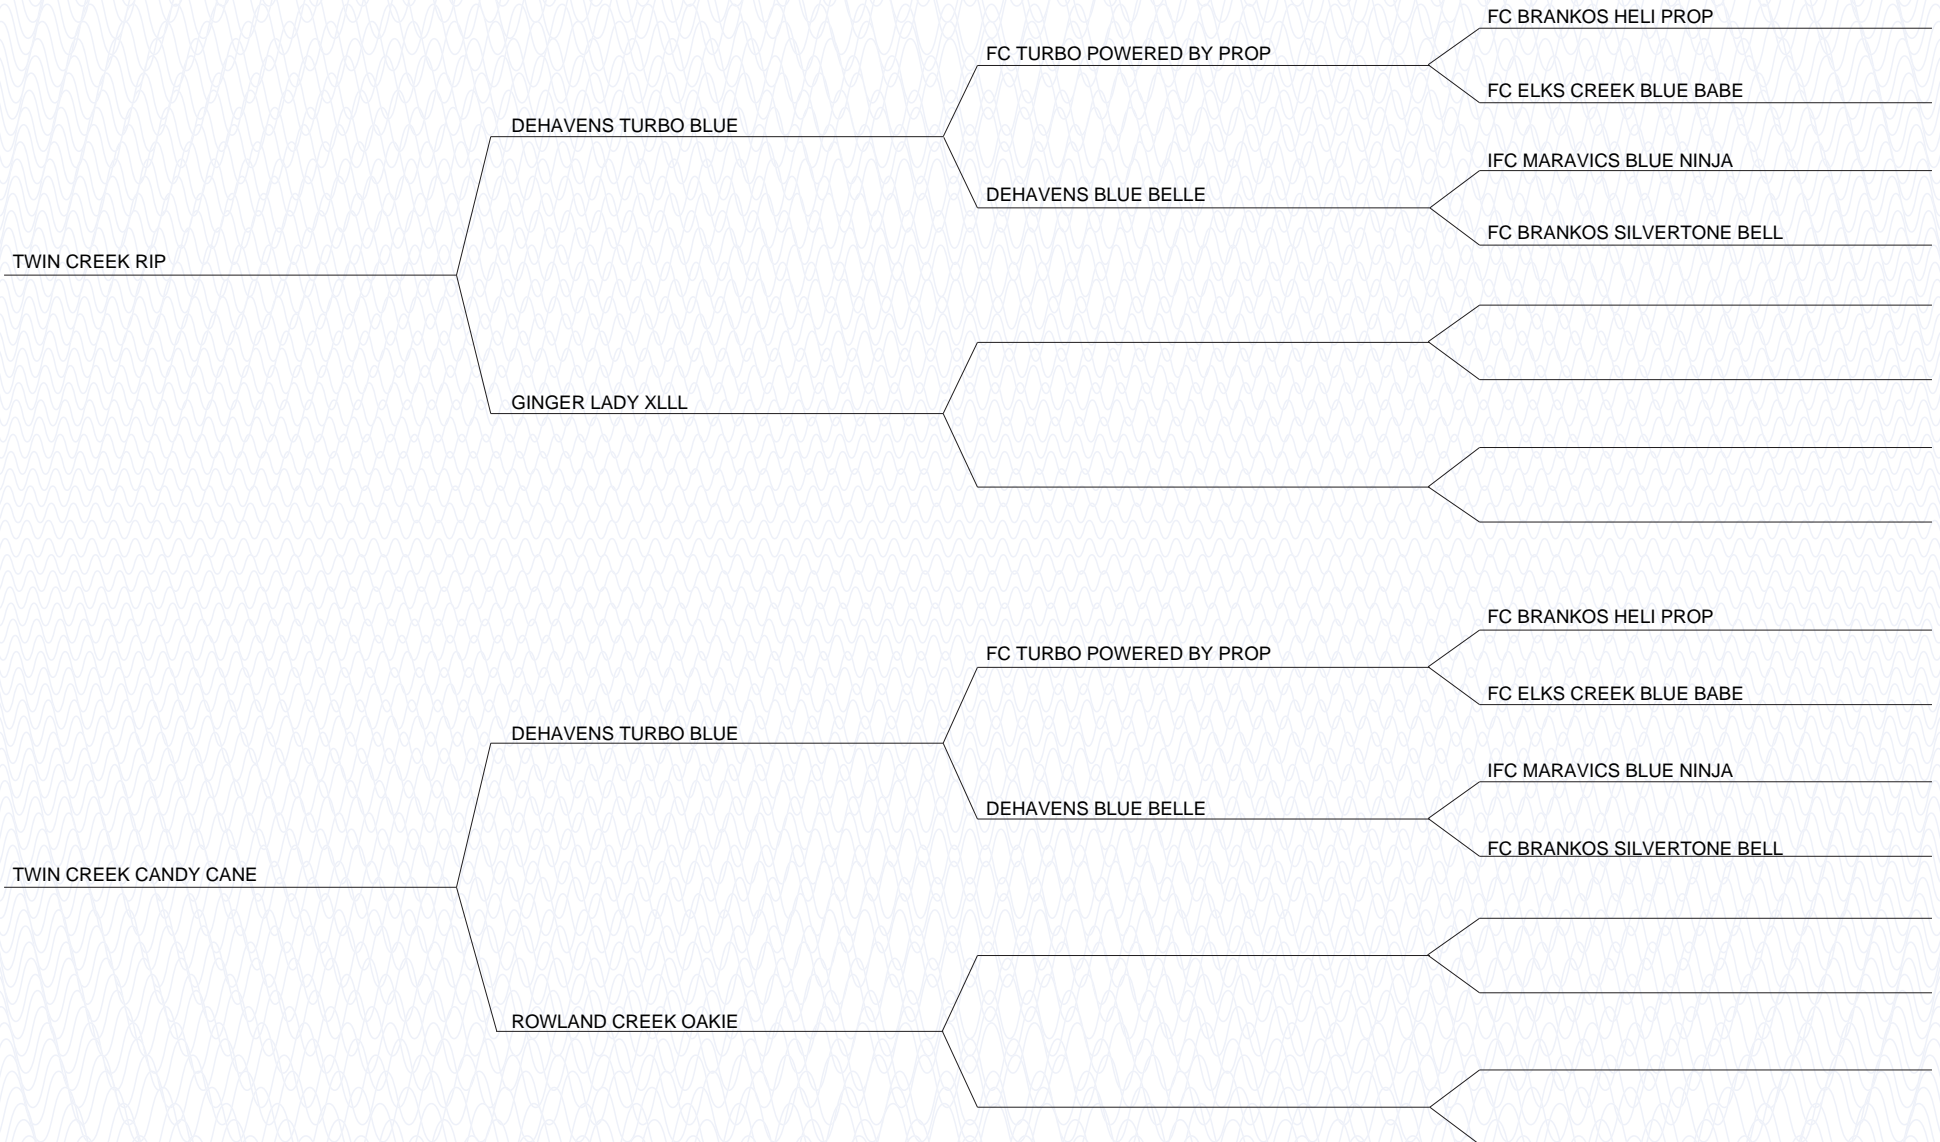 FC BRANKOS HELI PROP
FC TURBO POWERED BY PROP
FC ELKS CREEK BLUE BABE
DEHAVENS TURBO BLUE
IFC MARAVICS BLUE NINJA
DEHAVENS BLUE BELLE
FC BRANKOS SILVERTONE BELL
TWIN CREEK RIP
GINGER LADY XLLL
FC BRANKOS HELI PROP
FC TURBO POWERED BY PROP
FC ELKS CREEK BLUE BABE
DEHAVENS TURBO BLUE
IFC MARAVICS BLUE NINJA
DEHAVENS BLUE BELLE
FC BRANKOS SILVERTONE BELL
TWIN CREEK CANDY CANE
ROWLAND CREEK OAKIE